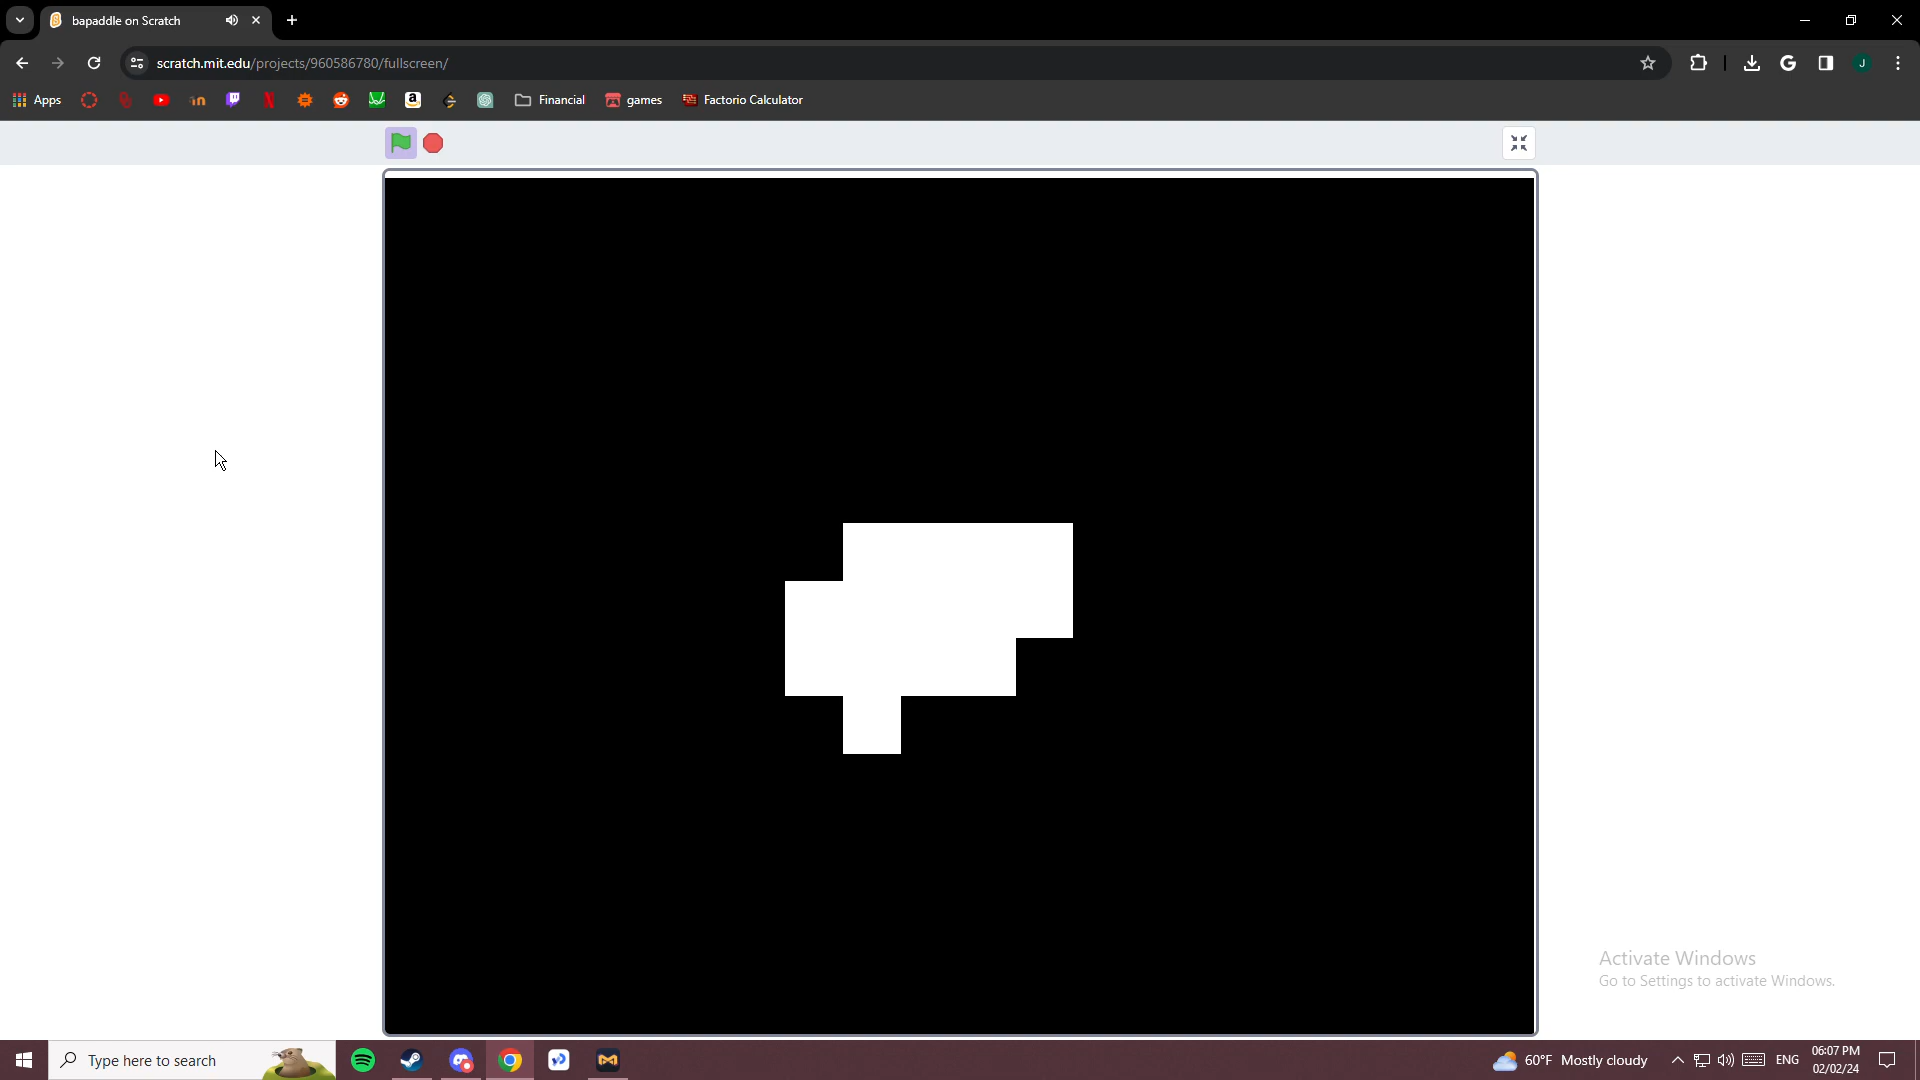 bapaddle on Scratch
scratch.mit.edu/projects/960586780/fullscreen/
J
Apps
in
a
Financial
games
Factorio Calculator
Activate Windows
Go to Settings to activate Windows.
Type here to search
60°F Mostly cloudy
ENG
06:07 PM
02/02/24